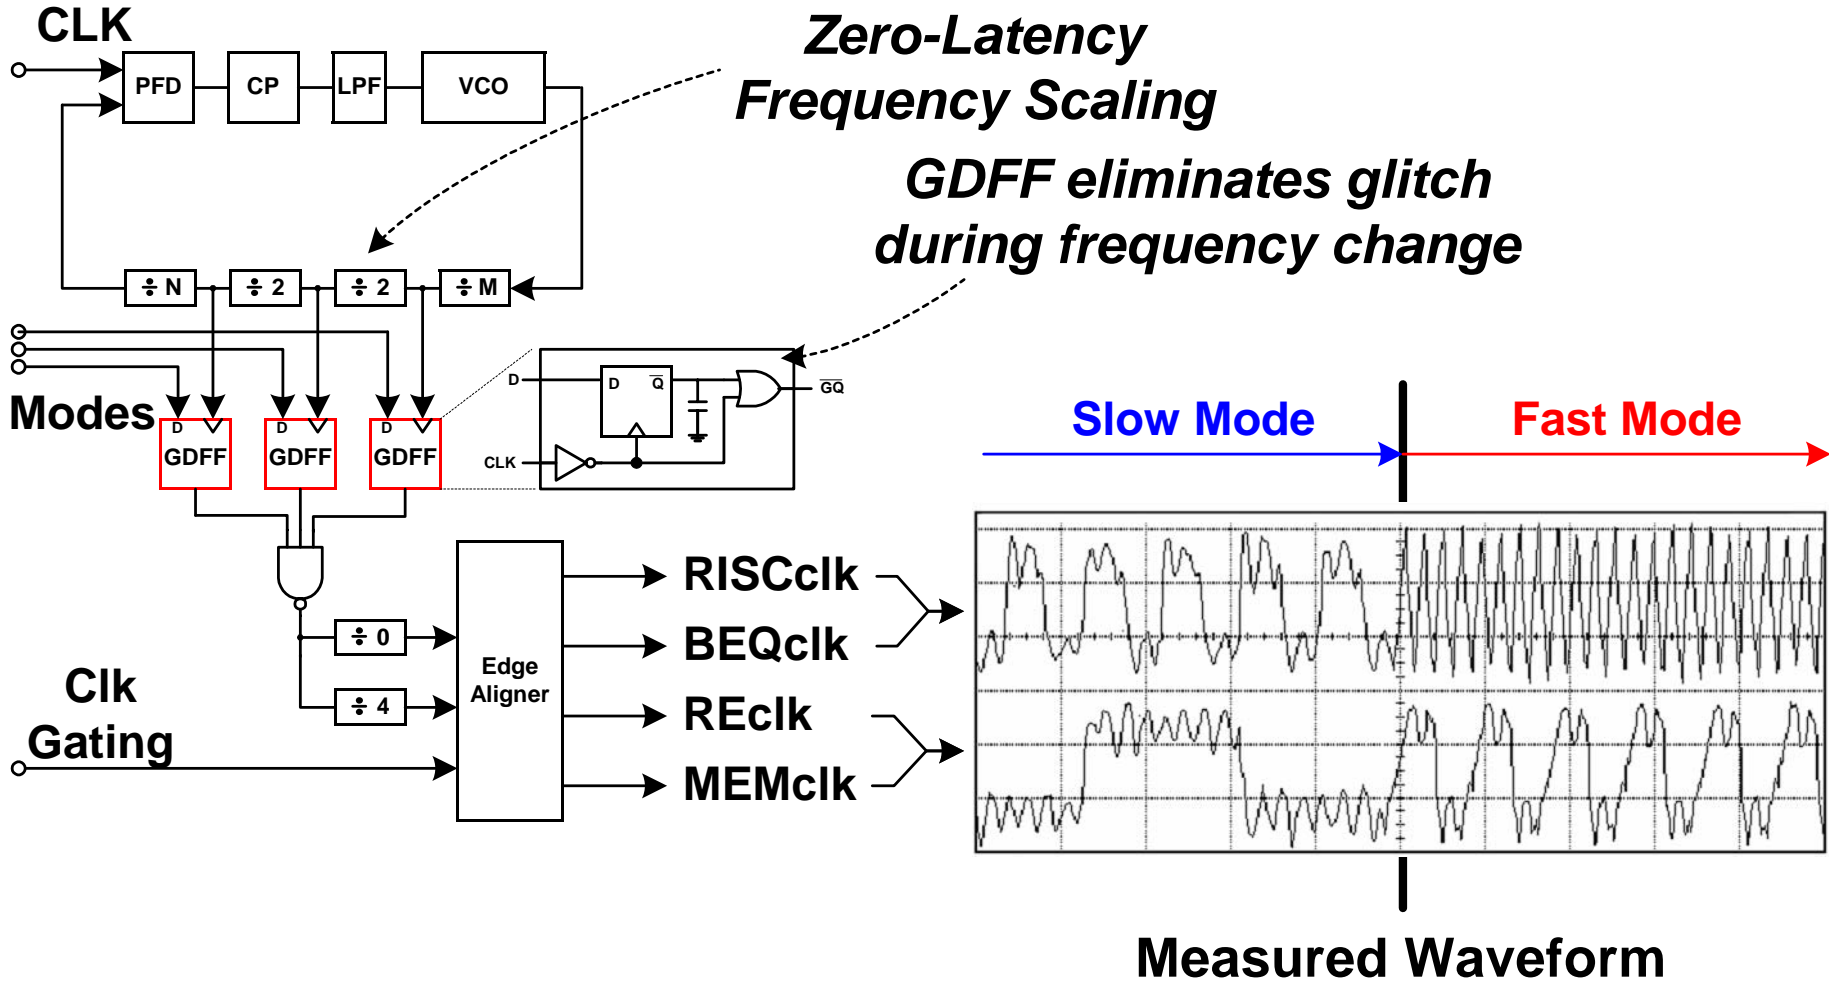 CLK
Zero-Latency
Frequency Scaling
PFD
CP
LPF
VCO
GDFF eliminates glitch
during frequency change
÷ N
÷ 2
÷ 2
÷ M
Modes
D
GDFF
D
GDFF
D
GDFF
D
D
Q̅
G̅Q̅
CLK
Slow Mode
Fast Mode
÷ 0
÷ 4
Edge
Aligner
RISCclk
BEQclk
REclk
MEMclk
Clk
Gating
Measured Waveform